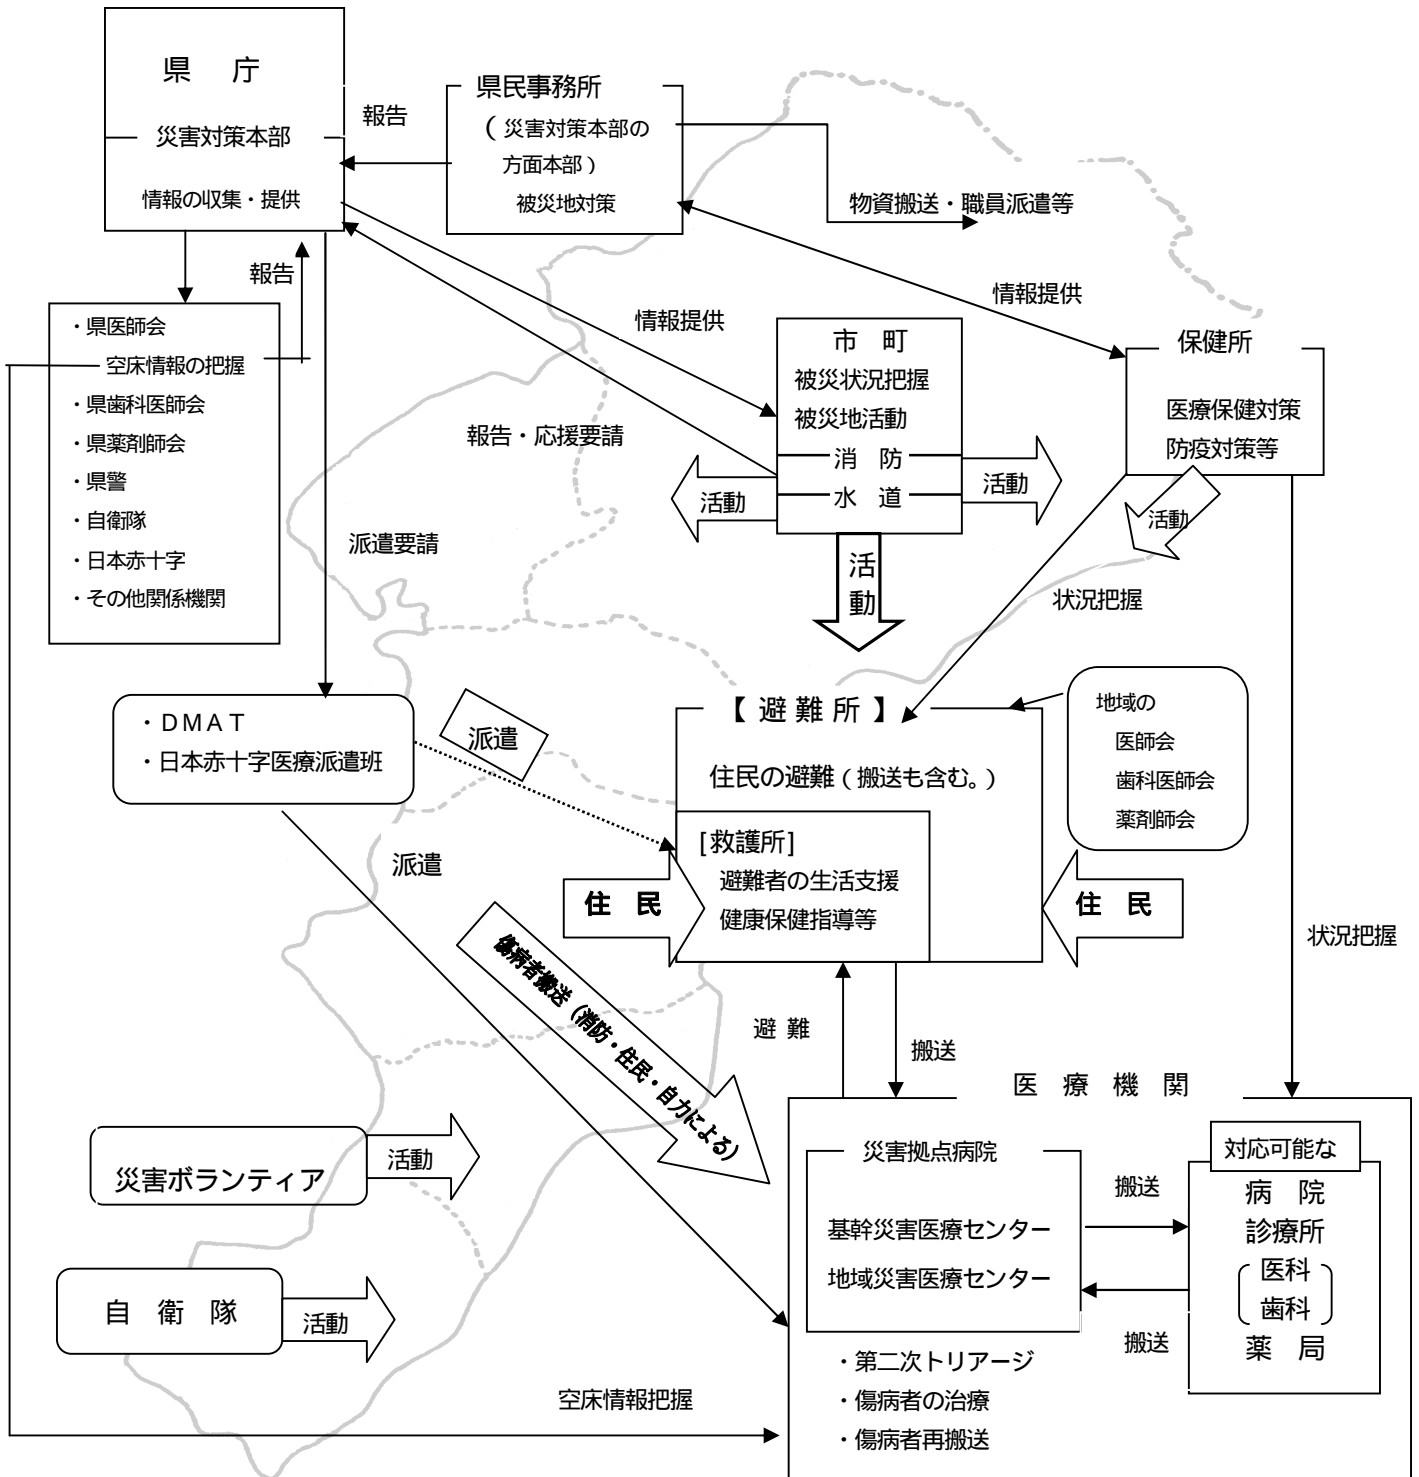 県 庁
災害対策本部
情報の収集・提供
報告
県民事務所
（災害対策本部の
方面本部）
被災地対策
物資搬送・職員派遣等
報告
情報提供
情報提供
・県医師会
空床情報の把握
・県歯科医師会
・県薬剤師会
・県警
・自衛隊
・日本赤十字
・その他関係機関
市 町
被災状況把握
被災地活動
消 防
水 道
活動
活動
活動
保健所
医療保健対策
防疫対策等
活動
報告・応援要請
派遣要請
状況把握
・ＤＭＡＴ
・日本赤十字医療派遣班
派遣
派遣
【 避 難 所 】
住民の避難（搬送も含む。）
[救護所]
避難者の生活支援
健康保健指導等
地域の
医師会
歯科医師会
薬剤師会
住 民
住 民
状況把握
傷病者搬送（消防・住民・自力による）
避 難
搬送
医 療 機 関
災害拠点病院
基幹災害医療センター
地域災害医療センター
搬送
搬送
対応可能な
病 院
診療所
医科
歯科
薬 局
・第二次トリアージ
・傷病者の治療
・傷病者再搬送
災害ボランティア
活動
自 衛 隊
活動
空床情報把握